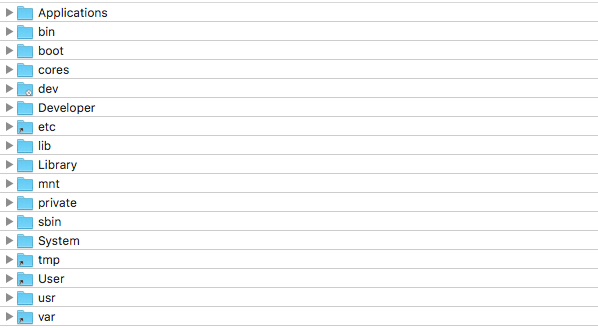 Applications
bin
boot
cores
dev
Developer
etc
lib
Library
mnt
private
sbin
System
tmp
User
usr
var